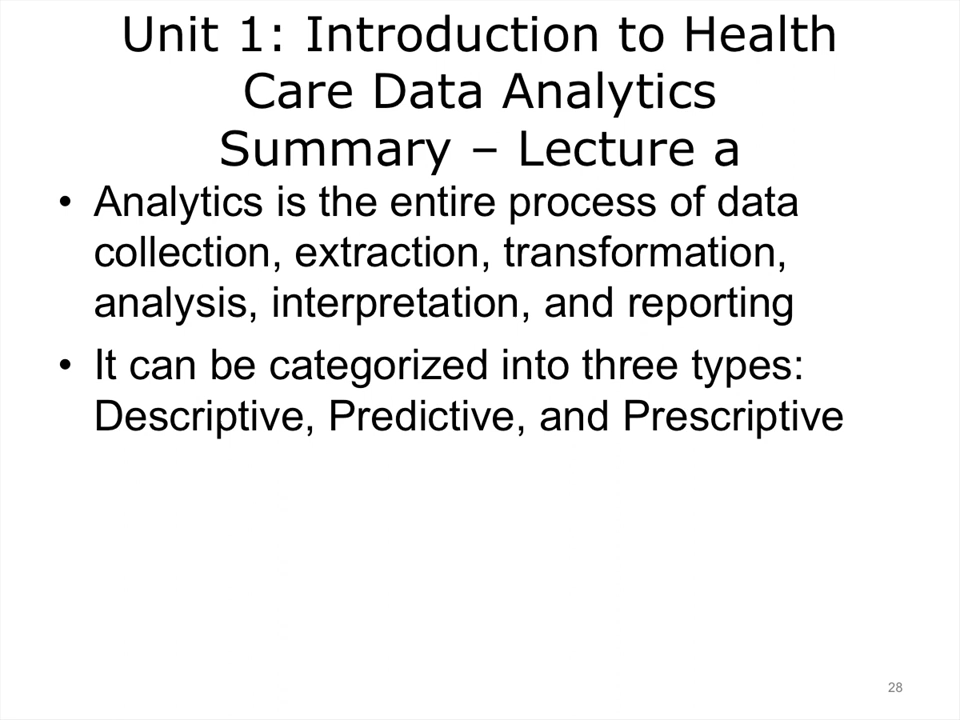 Unit 1: Introduction to Health
Care Data Analytics
Summary – Lecture a
• Analytics is the entire process of data
collection, extraction, transformation,
analysis, interpretation, and reporting
• It can be categorized into three types:
Descriptive, Predictive, and Prescriptive
28